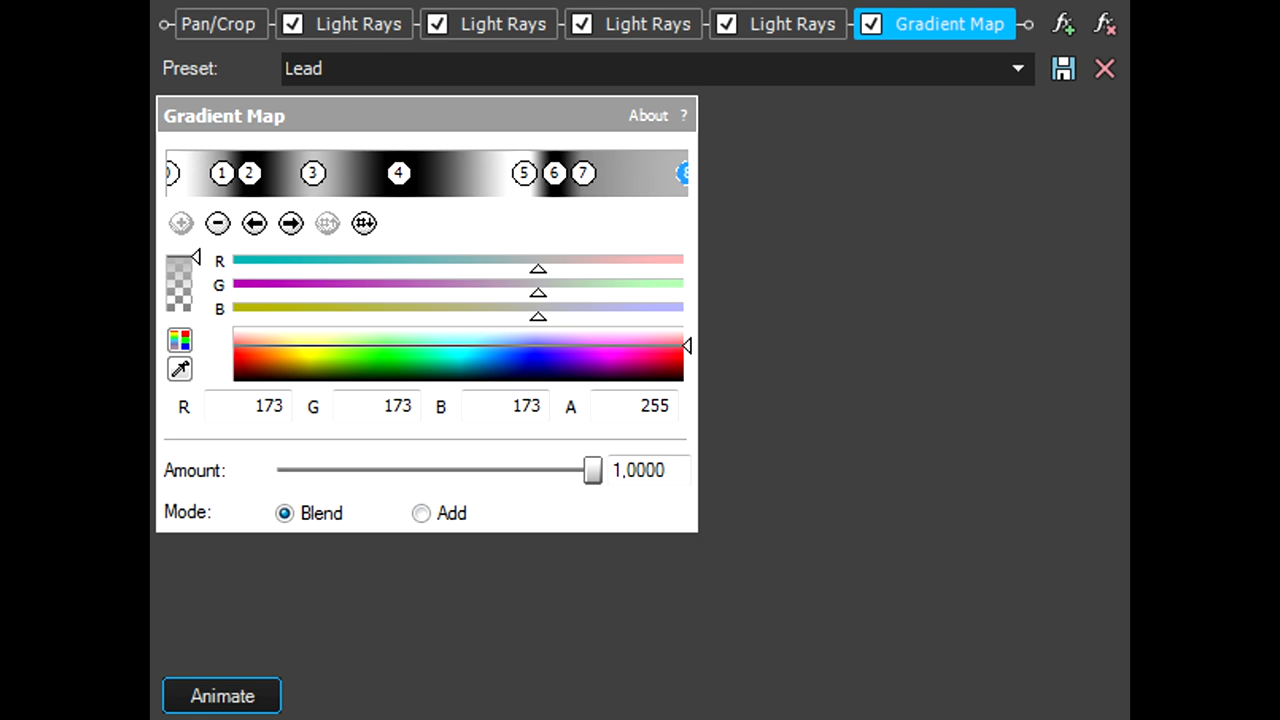 Pan/Crop Light Rays Light Rays Light Rays Light Rays Gradient Map
Preset: Lead
Gradient Map About ?
1 2 3 4 5 6 7 8
R
G
B
R 173 G 173 B 173 A 255
Amount: 1,0000
Mode: Blend Add
Animate